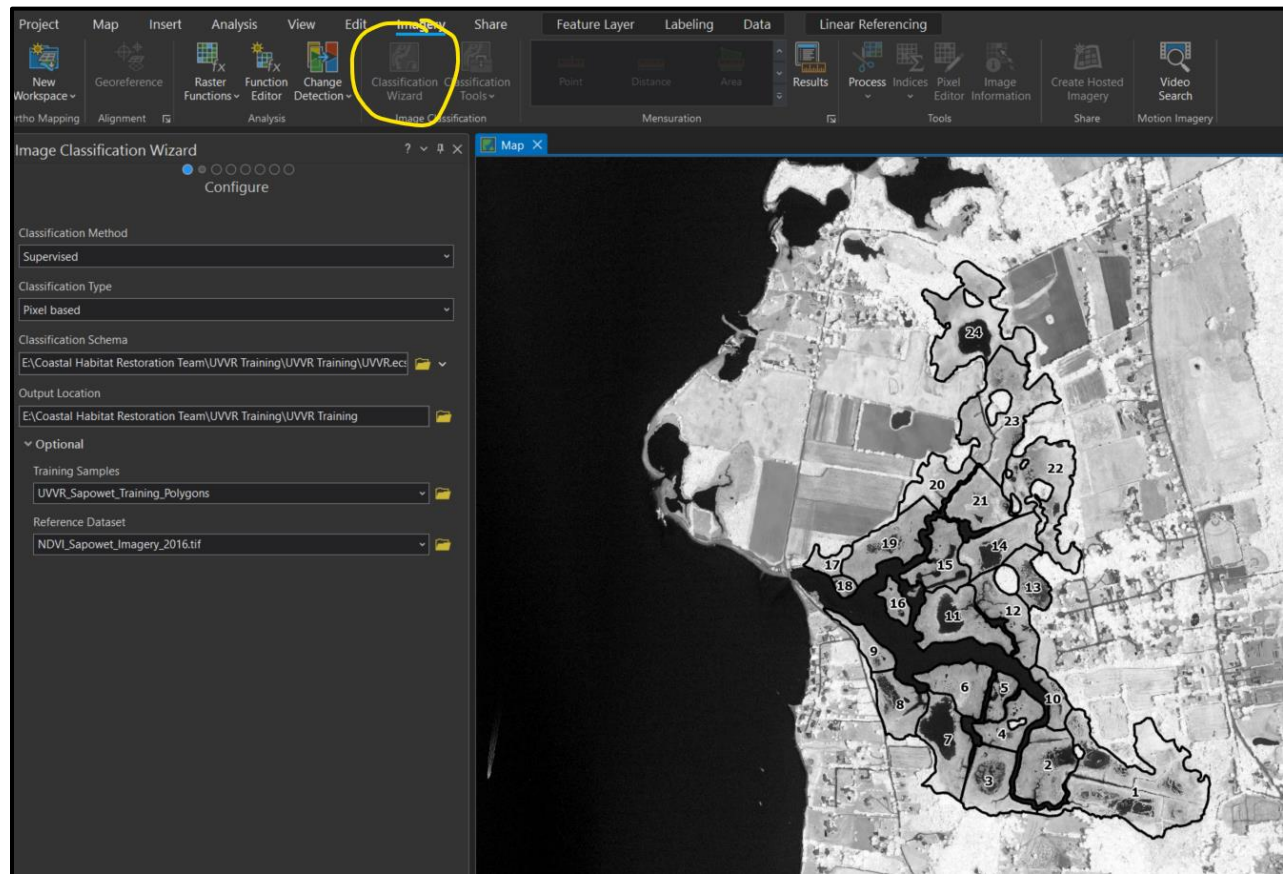 Project Map Insert Analysis View Edit Imagery Share Feature Layer Labeling Data Linear Referencing
New Workspace
Georeference
Raster Functions
Function Editor
Change Detection
Classification Wizard
Classification Tools
Point Distance Area
Results
Process
Indices
Pixel Editor
Image Information
Create Hosted Imagery
Video Search
rtho Mapping Alignment Analysis Image Classification Mensuration Tools Share Motion Imagery
Image Classification Wizard ?
Map
Configure
Classification Method
Supervised
Classification Type
Pixel based
Classification Schema
E:\Coastal Habitat Restoration Team\UVVR Training\UVVR Training\UVVR.ecs
Output Location
E:\Coastal Habitat Restoration Team\UVVR Training\UVVR Training
Optional
Training Samples
UVVR_Sapowet_Training_Polygons
Reference Dataset
NDVI_Sapowet_Imagery_2016.tif
24
23
22
20
21
19
14
17
15
18
13
16
11
12
9
6
5
10
8
4
7
2
3
1